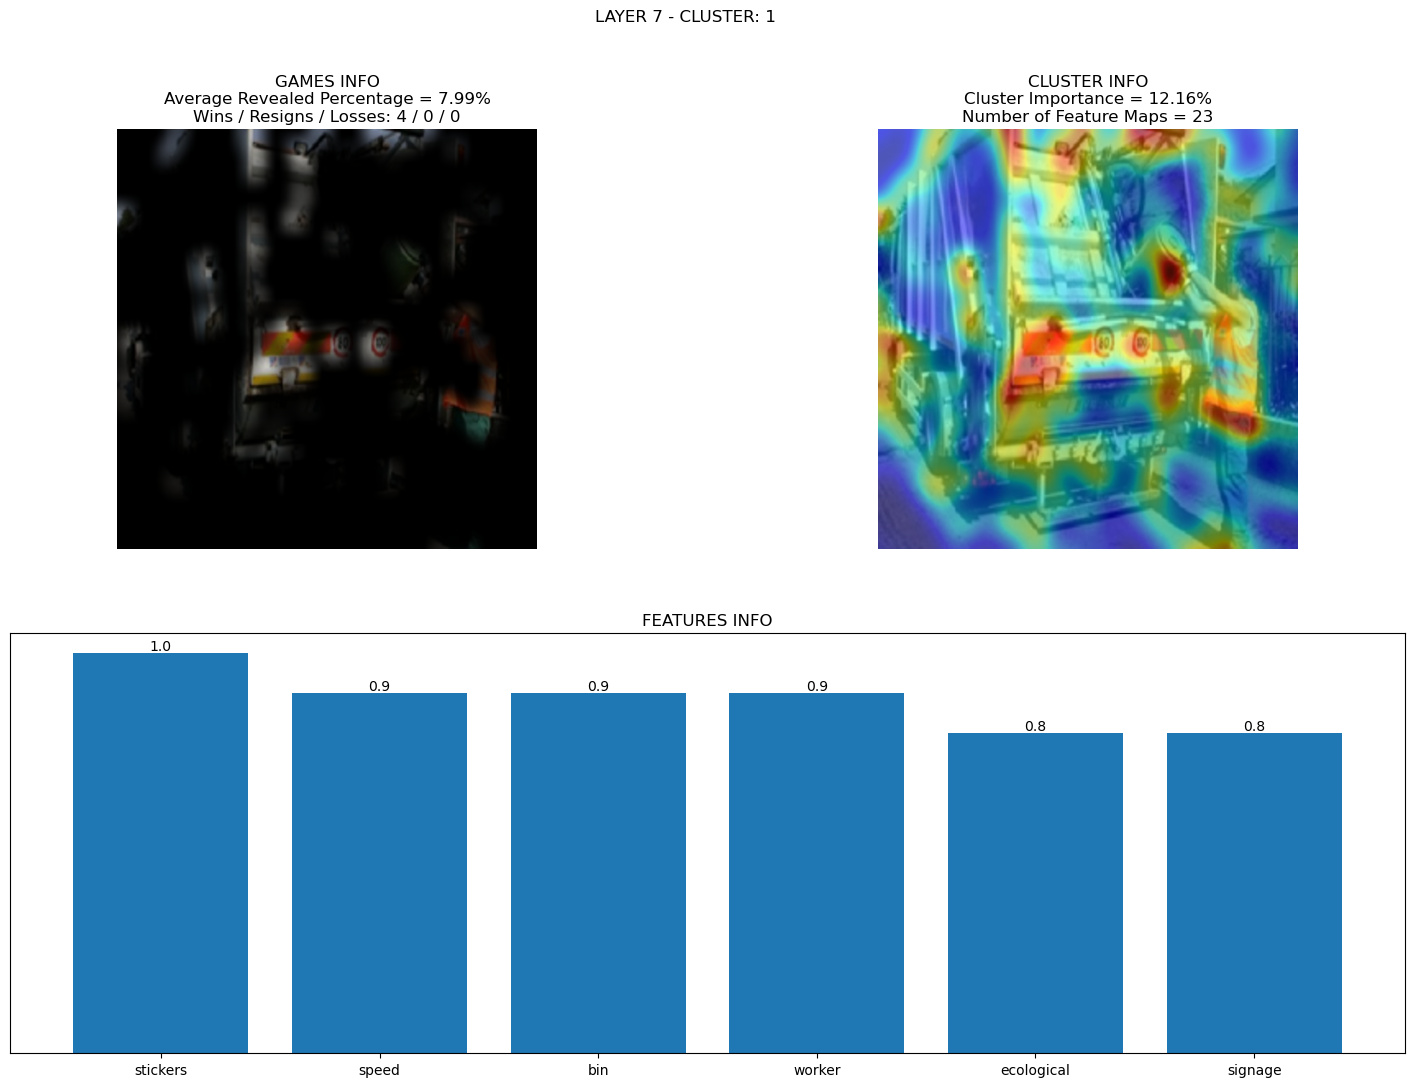 LAYER 7 - CLUSTER: 1
GAMES INFO
Average Revealed Percentage = 7.99%
Wins / Resigns / Losses: 4 / 0 / 0
CLUSTER INFO
Cluster Importance = 12.16%
Number of Feature Maps = 23
FEATURES INFO
1.0
0.9
0.9
0.9
0.8
0.8
stickers
speed
bin
worker
ecological
signage